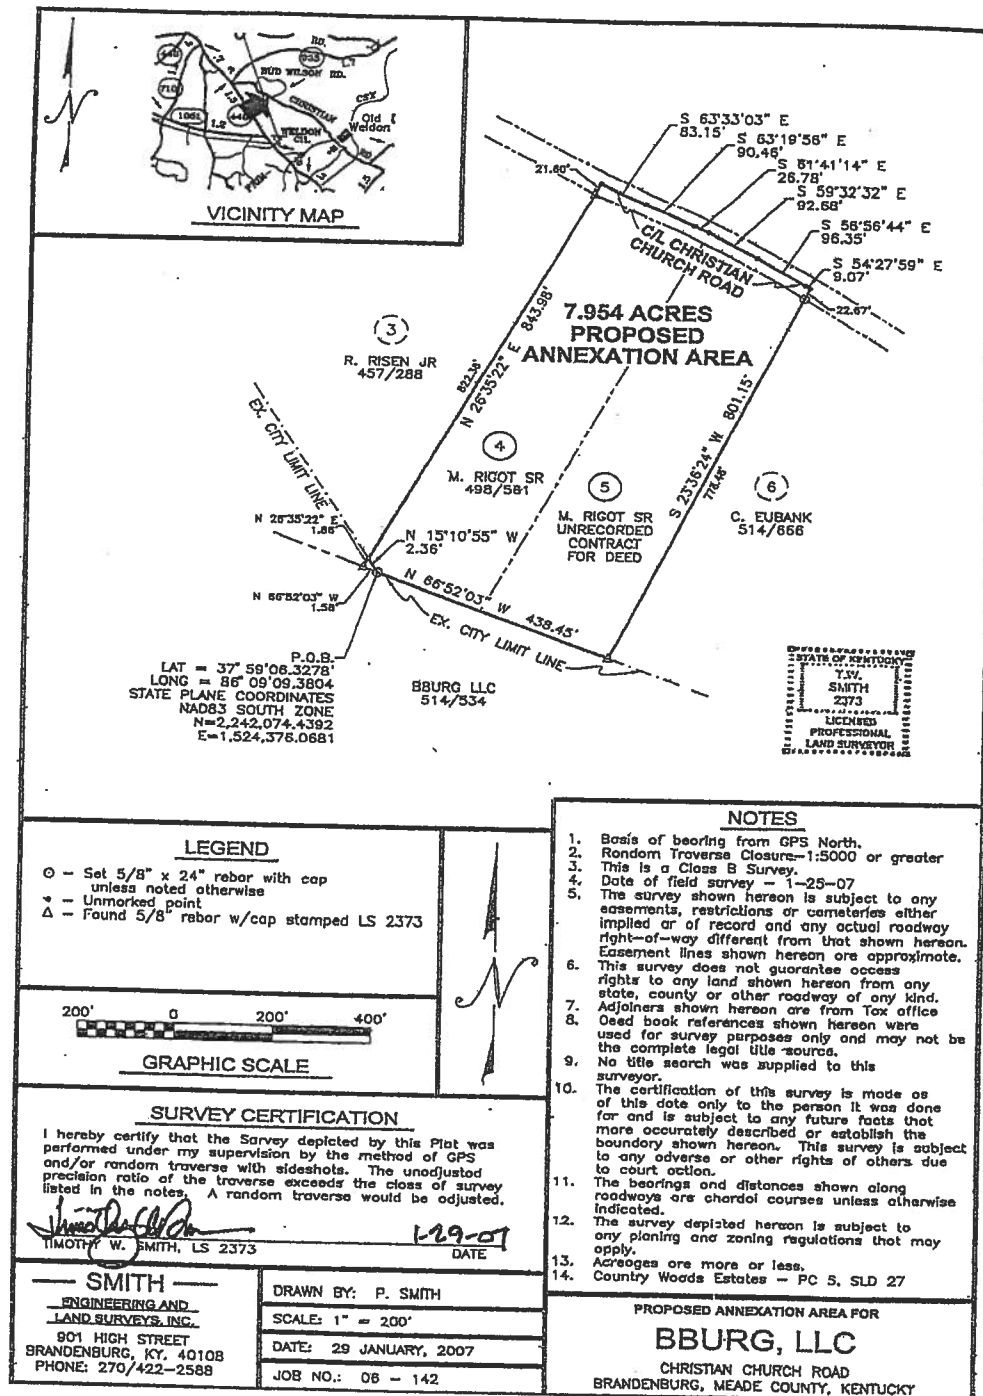 N
448
710
1051
1.2
933
RD.
1.7
BUD WILSON RD.
1.5
448
CHRISTIAN
CSX
Old
Weldon
WELDON
RD
1.5
VICINITY MAP
S 63°33'03" E
83.15'
S 63°19'56" E
90.46'
S 61°41'14" E
26.78'
S 59°32'32" E
92.68'
S 56°56'44" E
96.35'
S 54°27'59" E
9.07'
21.60'
22.67'
C/L CHRISTIAN
CHURCH ROAD
7.954 ACRES
PROPOSED
ANNEXATION AREA
3
R. RISEN JR
457/288
822.38'
N 26°35'22" E 843.98'
EX. CITY LIMIT LINE
4
M. RIGOT SR
498/581
5
M. RIGOT SR
UNRECORDED
CONTRACT
FOR DEED
S 23°36'24" W 801.15'
778.48'
6
C. EUBANK
514/666
N 26°35'22" E
1.86'
N 15°10'55" W
2.36'
N 66°52'03" W
1.58'
N 66°52'03" W 438.45'
EX. CITY LIMIT LINE
P.O.B.
LAT = 37° 59'06.3278'
LONG = 86° 09'09.3804
STATE PLANE COORDINATES
NAD83 SOUTH ZONE
N=2,242,074.4392
E=1,524,376.0681
BBURG LLC
514/534
STATE OF KENTUCKY
T.W.
SMITH
2373
LICENSED
PROFESSIONAL
LAND SURVEYOR
LEGEND
⊙ - Set 5/8" x 24" rebar with cap
unless noted otherwise
• - Unmarked point
Δ - Found 5/8" rebar w/cap stamped LS 2373
N
200' 0 200' 400'
GRAPHIC SCALE
SURVEY CERTIFICATION
I hereby certify that the Survey depicted by this Plat was
performed under my supervision by the method of GPS
and/or random traverse with sideshots. The unadjusted
precision ratio of the traverse exceeds the class of survey
listed in the notes. A random traverse would be adjusted.
1-29-07
TIMOTHY W. SMITH, LS 2373
DATE
SMITH
ENGINEERING AND
LAND SURVEYS, INC.
901 HIGH STREET
BRANDENBURG, KY. 40108
PHONE: 270/422-2588
DRAWN BY: P. SMITH
SCALE: 1" = 200'
DATE: 29 JANUARY, 2007
JOB NO.: 06 - 142
NOTES
1. Basis of bearing from GPS North.
2. Random Traverse Closure-1:5000 or greater
3. This is a Class B Survey.
4. Date of field survey - 1-25-07
5. The survey shown hereon is subject to any
easements, restrictions or cemeteries either
implied or of record and any actual roadway
right-of-way different from that shown hereon.
Easement lines shown hereon are approximate.
6. This survey does not guarantee access
rights to any land shown hereon from any
state, county or other roadway of any kind.
7. Adjoiners shown hereon are from Tax office
8. Deed book references shown hereon were
used for survey purposes only and may not be
the complete legal title source.
9. No title search was supplied to this
surveyor.
10. The certification of this survey is made as
of this date only to the person it was done
for and is subject to any future facts that
more accurately described or establish the
boundary shown hereon. This survey is subject
to any adverse or other rights of others due
to court action.
11. The bearings and distances shown along
roadways are chordal courses unless otherwise
indicated.
12. The survey depicted hereon is subject to
any planing and zoning regulations that may
apply.
13. Acreages are more or less.
14. Country Woods Estates - PC 5, SLD 27
PROPOSED ANNEXATION AREA FOR
BBURG, LLC
CHRISTIAN CHURCH ROAD
BRANDENBURG, MEADE COUNTY, KENTUCKY